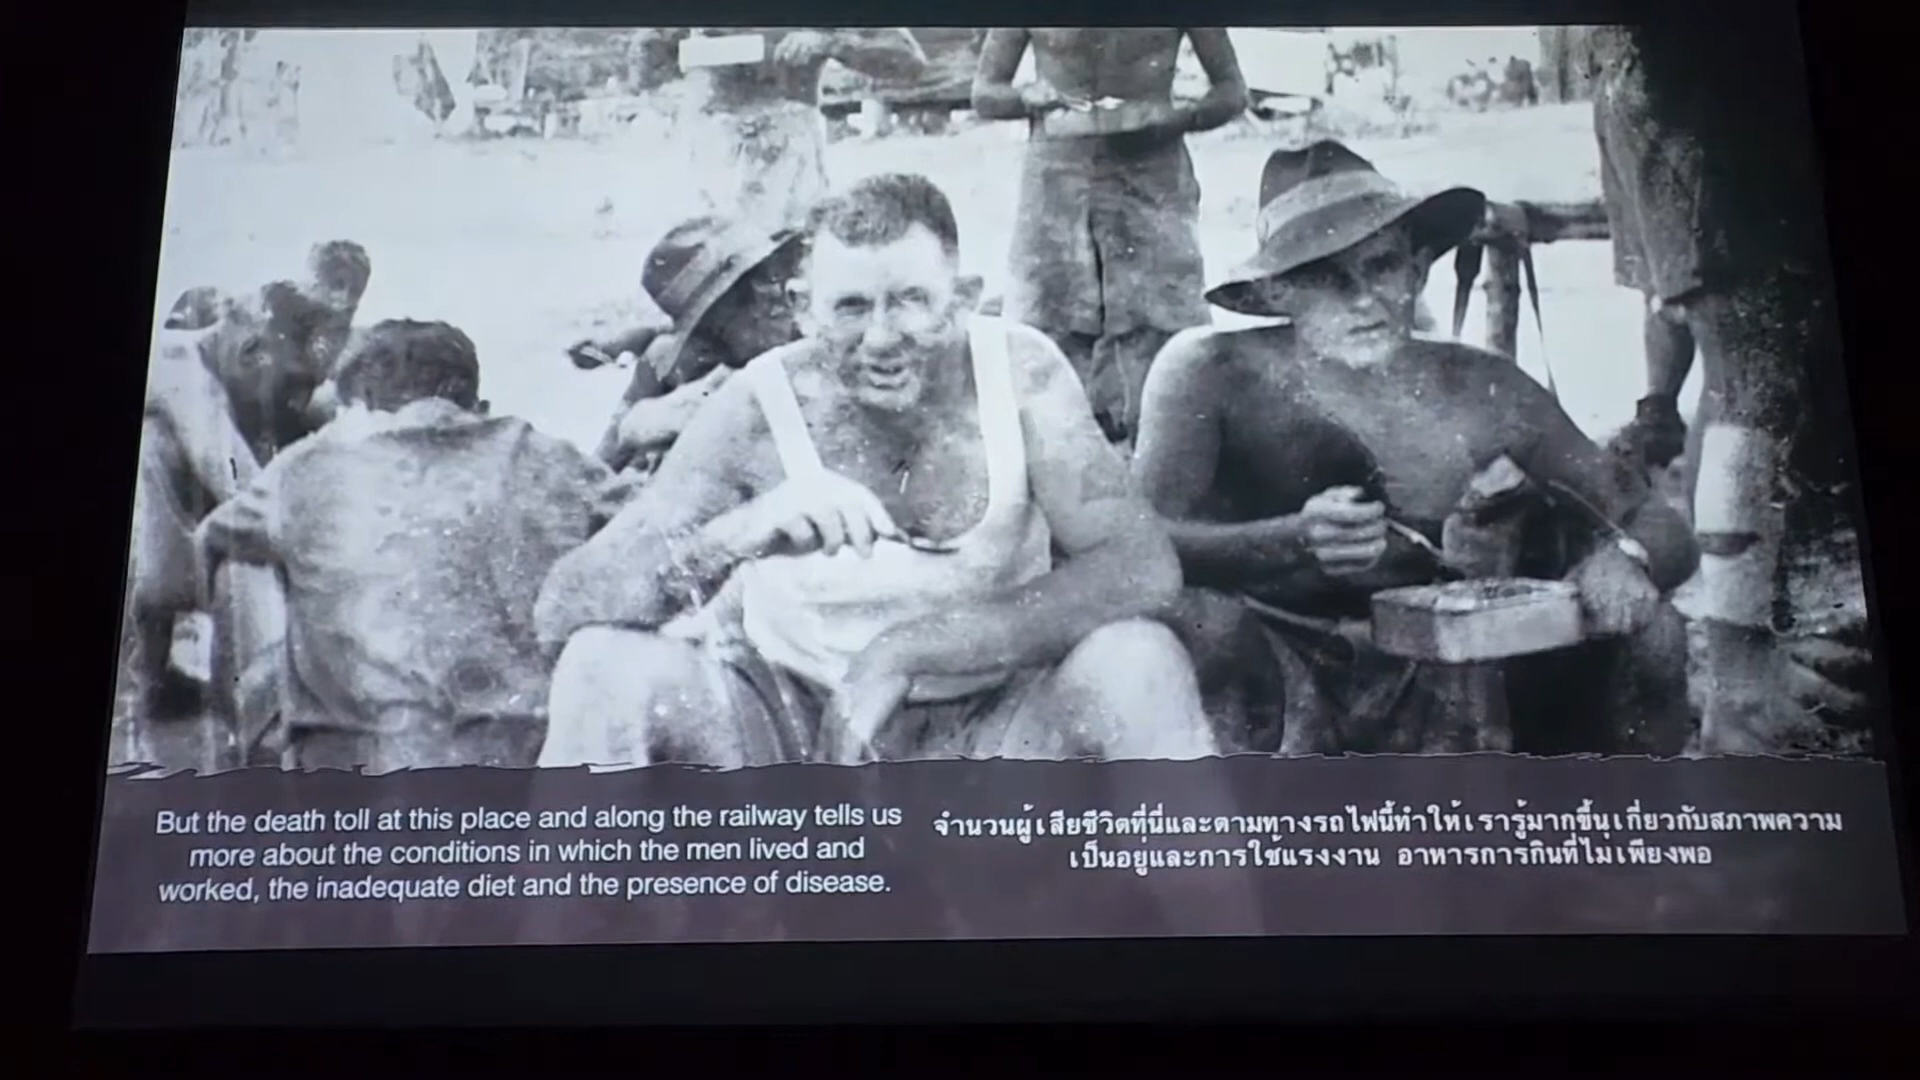 But the death toll at this place and along the railway tells us
more about the conditions in which the men lived and
worked, the inadequate diet and the presence of disease.
จำนวนผู้เสียชีวิตที่นี่และตามทางรถไฟนี้ทำให้เรารู้มากขึ้นเกี่ยวกับสภาพความ
เป็นอยู่และการใช้แรงงาน อาหารการกินที่ไม่เพียงพอ